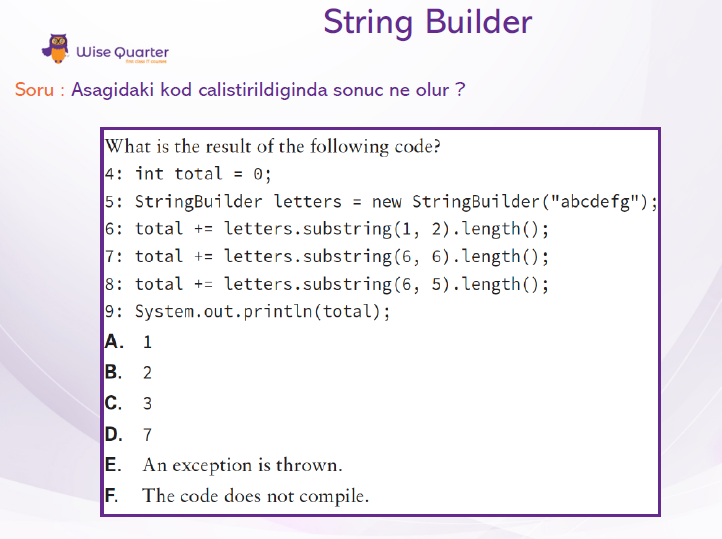 String Builder
Wise Quarter
first class IT courses
Soru : Asagidaki kod calistirildiginda sonuc ne olur ?
What is the result of the following code?
4: int total = 0;
5: StringBuilder letters = new StringBuilder("abcdefg");
6: total += letters.substring(1, 2).length();
7: total += letters.substring(6, 6).length();
8: total += letters.substring(6, 5).length();
9: System.out.println(total);
A. 1
B. 2
C. 3
D. 7
E. An exception is thrown.
F. The code does not compile.